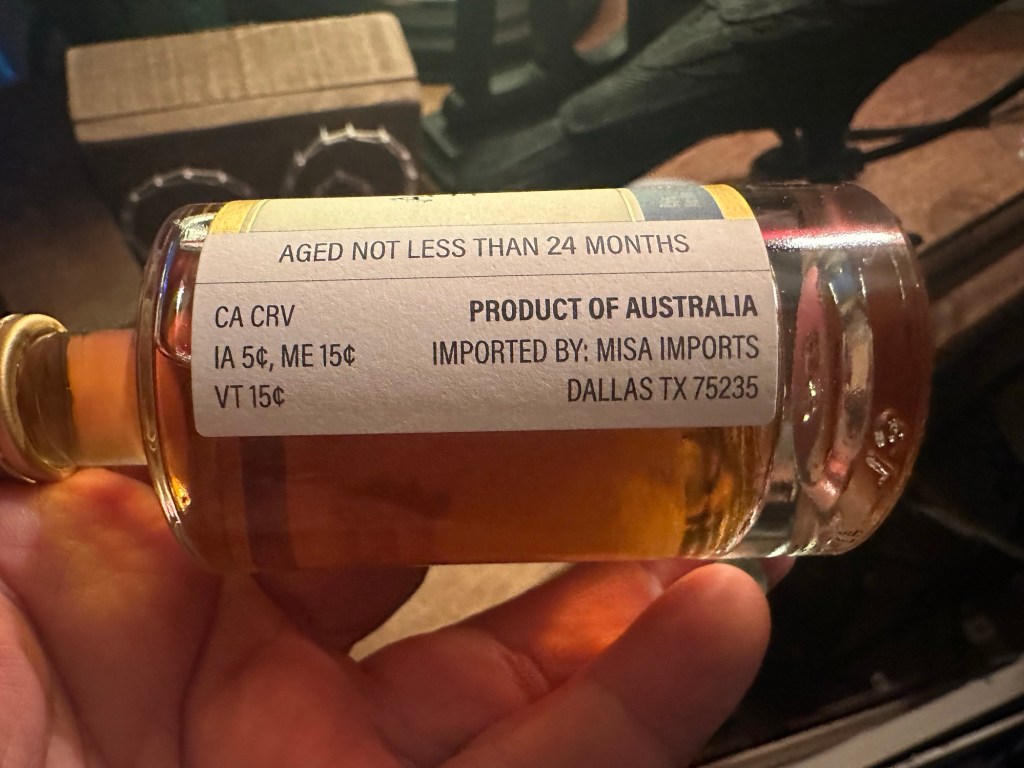 AGED NOT LESS THAN 24 MONTHS
CA CRV
IA 5¢, ME 15¢
VT 15¢
PRODUCT OF AUSTRALIA
IMPORTED BY: MISA IMPORTS
DALLAS TX 75235